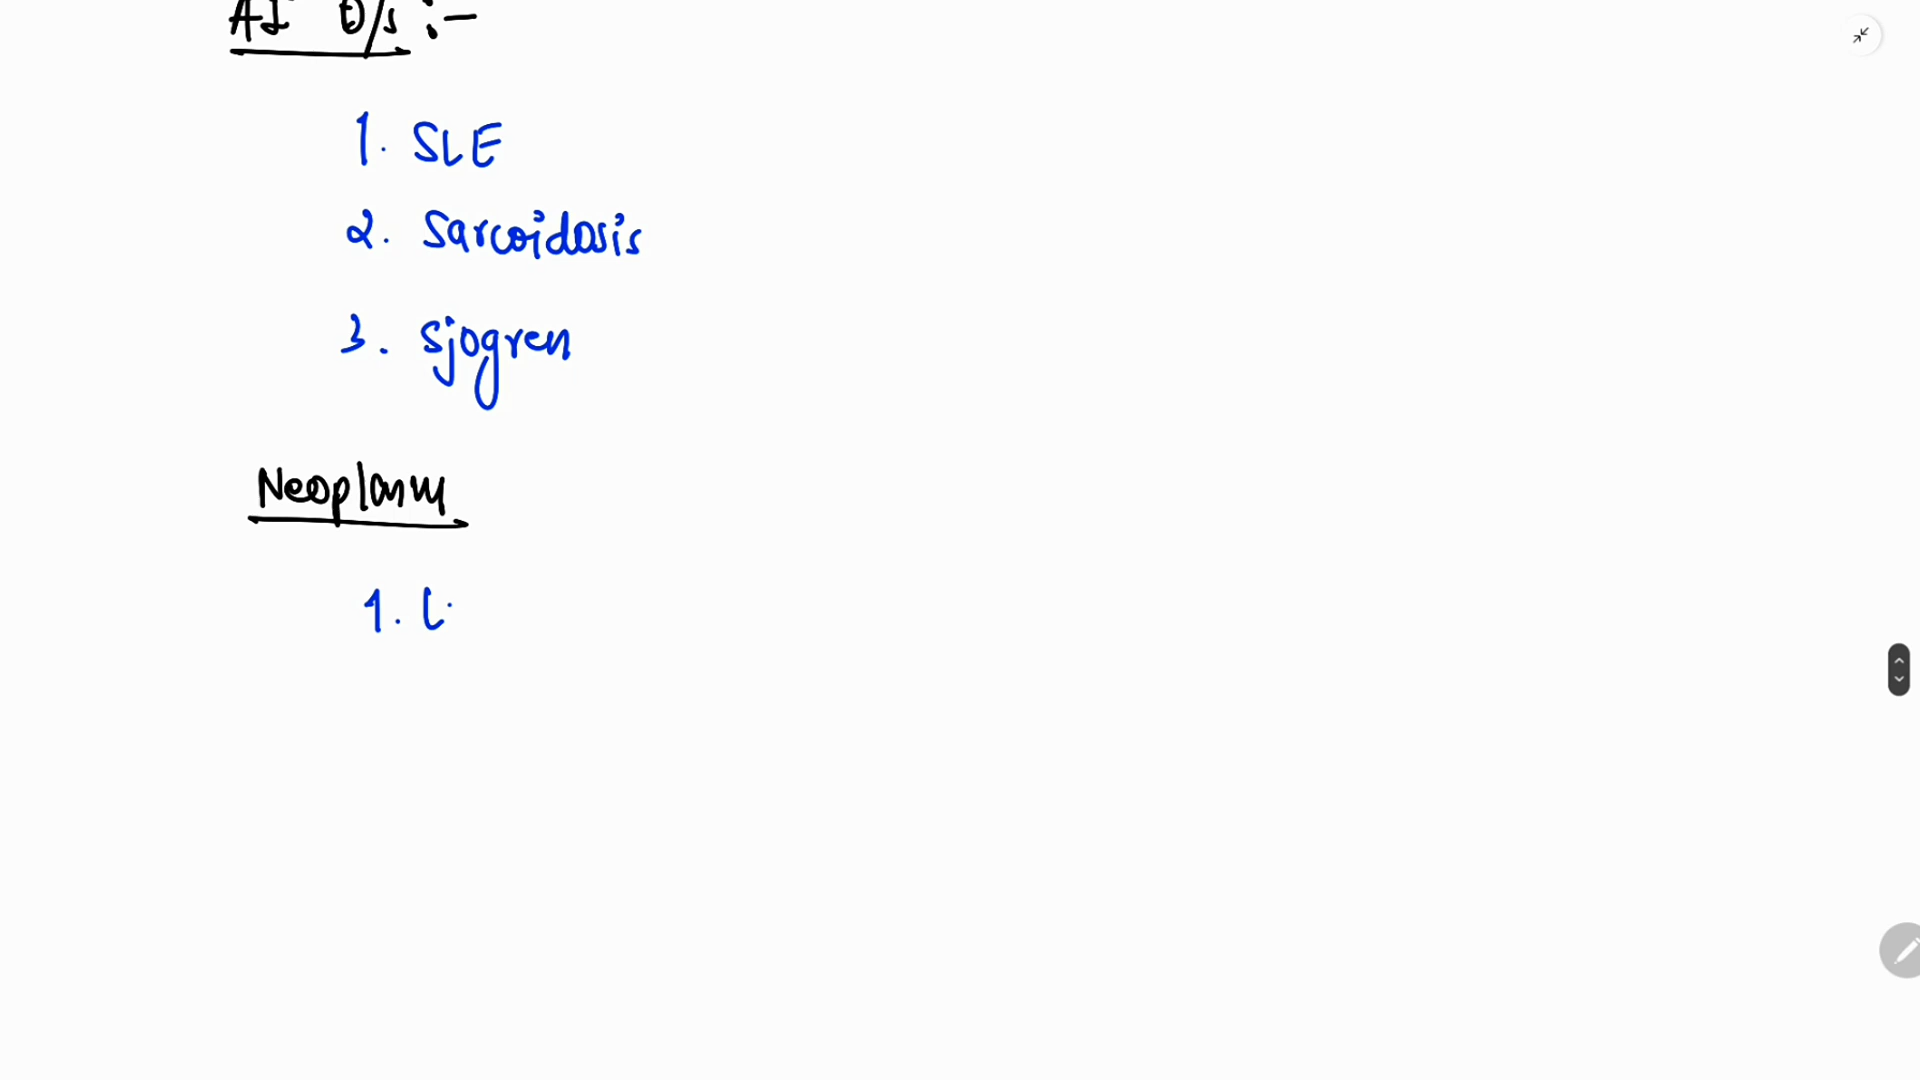 AI D/s :-
1. SLE
2. Sarcoidosis
3. Sjogren
Neoplasm
1. L